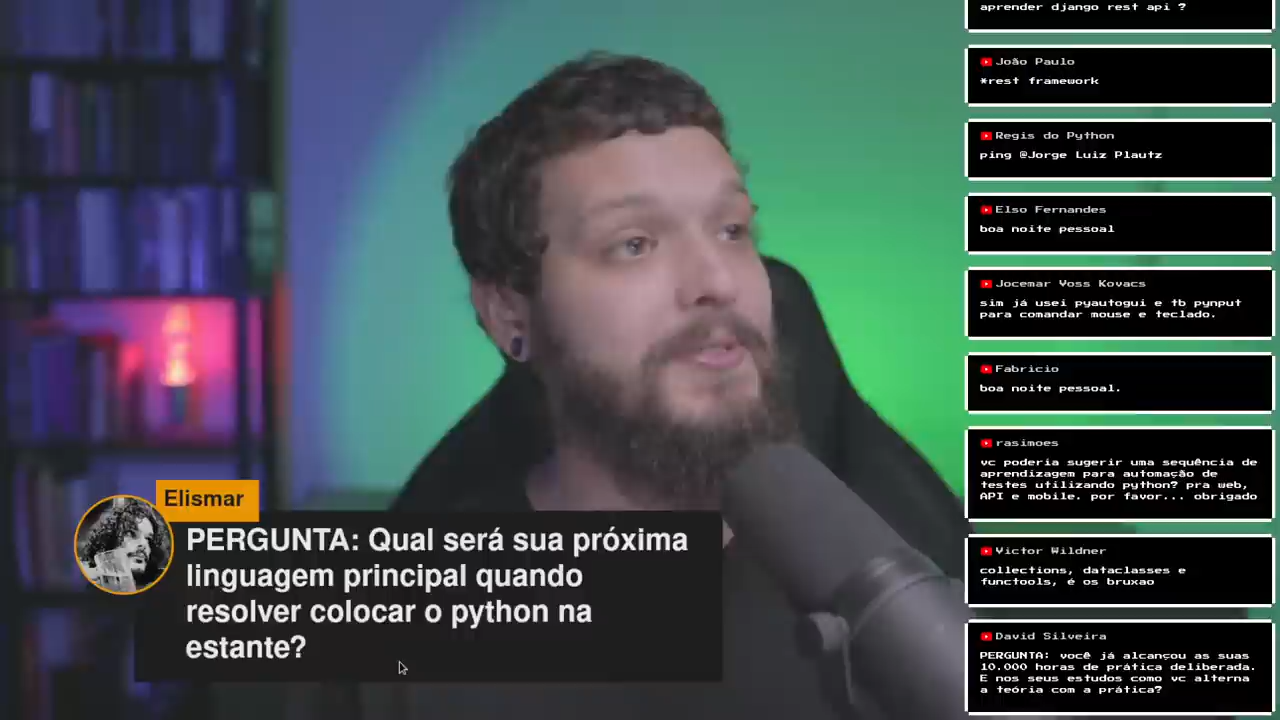 Elismar
PERGUNTA: Qual será sua próxima
linguagem principal quando
resolver colocar o python na
estante?
aprender django rest api ?
João Paulo
*rest framework
Regis do Python
ping @Jorge Luiz Plautz
Elso Fernandes
boa noite pessoal
Jocemar Voss Kovacs
sim já usei pyautogui e tb pynput
para comandar mouse e teclado.
Fabricio
boa noite pessoal.
rasimoes
vc poderia sugerir uma sequência de
aprendizagem para automação de
testes utilizando python? pra web,
API e mobile. por favor... obrigado
Victor Wildner
collections, dataclasses e
functools, é os bruxao
David Silveira
PERGUNTA: você já alcançou as suas
10.000 horas de prática deliberada.
E nos seus estudos como vc alterna
a teória com a prática?